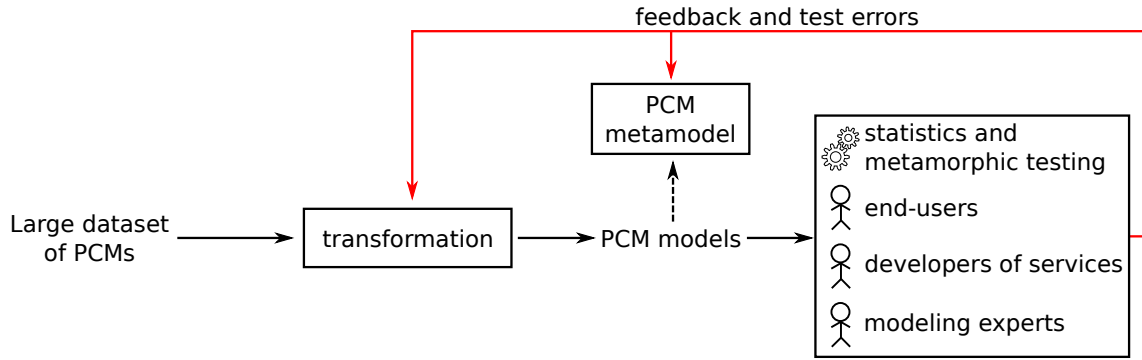 feedback and test errors
PCM
metamodel
statistics and
metamorphic testing
end-users
developers of services
modeling experts
Large dataset
of PCMs
transformation
PCM models